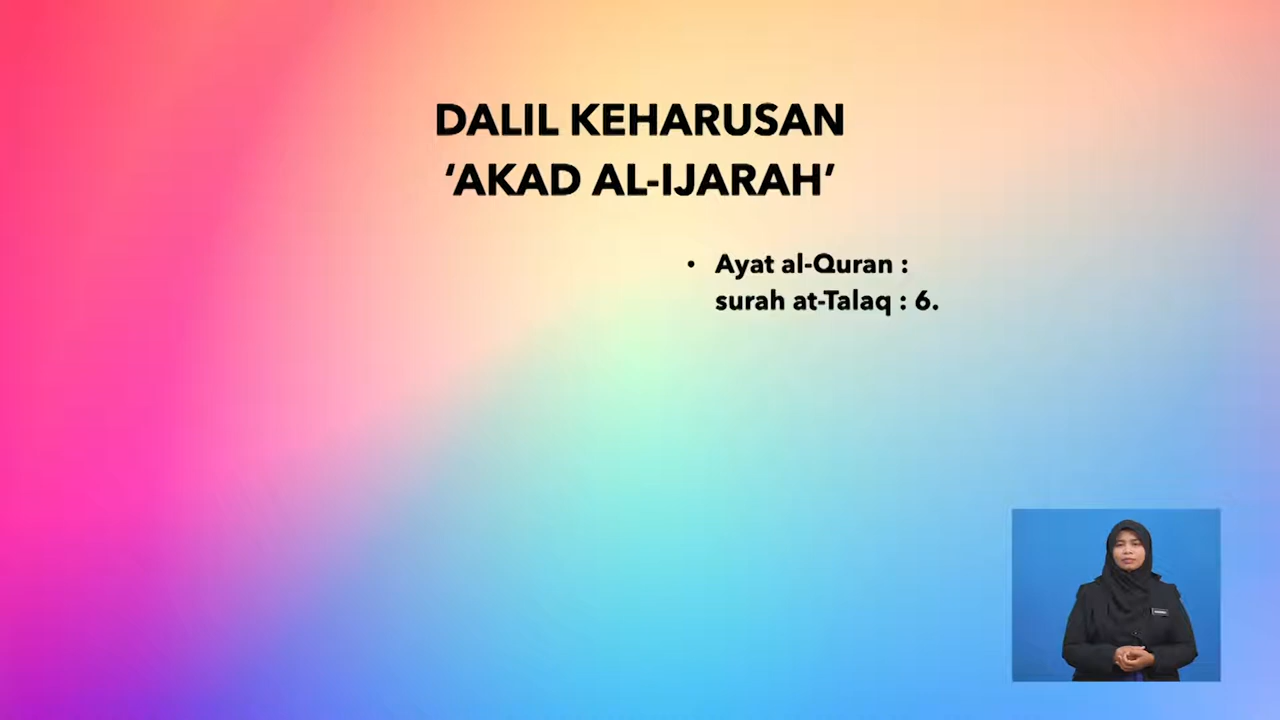 DALIL KEHARUSAN
‘AKAD AL-IJARAH’
• Ayat al-Quran :
surah at-Talaq : 6.